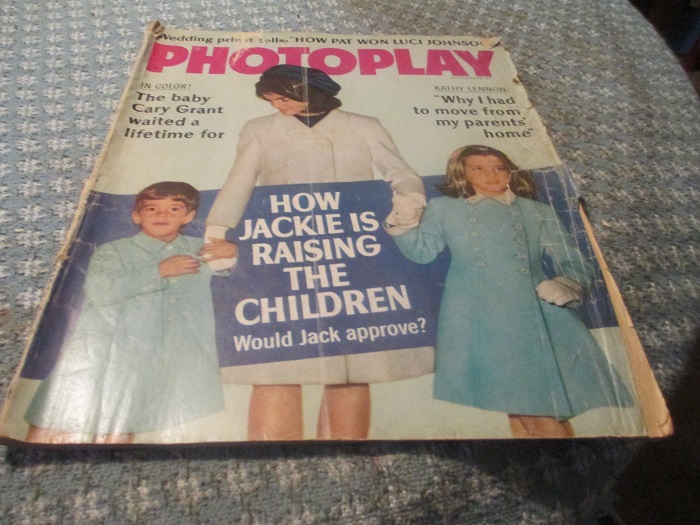 Wedding priest tells: "HOW PAT WON LUCI JOHNSON
PHOTOPLAY
IN COLOR!
The baby
Cary Grant
waited a
lifetime for
KATHY LENNON:
"Why I had
to move from
my parents'
home"
HOW
JACKIE IS
RAISING
THE
CHILDREN
Would Jack approve?